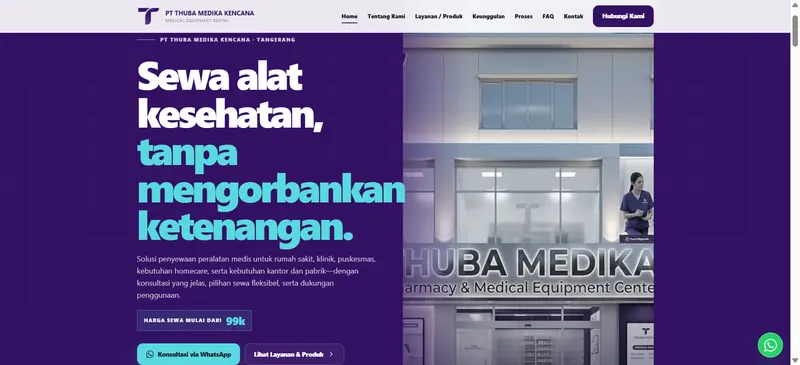 PT THUBA MEDIKA KENCANA
MEDICAL EQUIPMENT RENTAL
Home Tentang Kami Layanan / Produk Keunggulan Proses FAQ Kontak Hubungi Kami
PT THUBA MEDIKA KENCANA · TANGERANG
Sewa alat
kesehatan,
tanpa
mengorbankan
ketenangan.
Solusi penyewaan peralatan medis untuk rumah sakit, klinik, puskesmas,
kebutuhan homecare, serta kebutuhan kantor dan pabrik—dengan
konsultasi yang jelas, pilihan sewa fleksibel, serta dukungan
penggunaan.
HARGA SEWA MULAI DARI 99k
Konsultasi via WhatsApp
Lihat Layanan & Produk
HUBA MEDIKA
armacy & Medical Equipment Cente